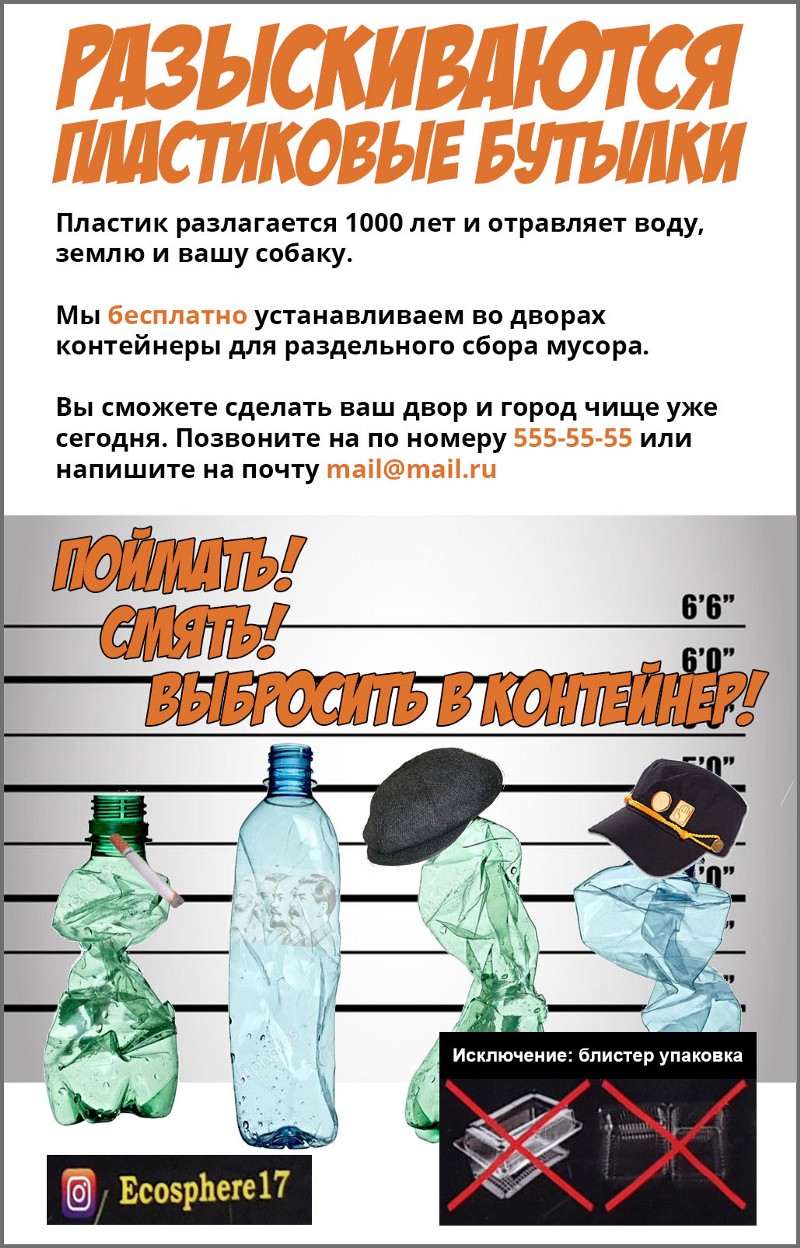 РАЗЫСКИВАЮТСЯ
ПЛАСТИКОВЫЕ БУТЫЛКИ
Пластик разлагается 1000 лет и отравляет воду,
землю и вашу собаку.
Мы бесплатно устанавливаем во дворах
контейнеры для раздельного сбора мусора.
Вы сможете сделать ваш двор и город чище уже
сегодня. Позвоните на по номеру 555-55-55 или
напишите на почту mail@mail.ru
ПОЙМАТЬ!
6’6”
СМЯТЬ!
6’0”
ВЫБРОСИТЬ В КОНТЕЙНЕР!
Исключение: блистер упаковка
Ecosphere17